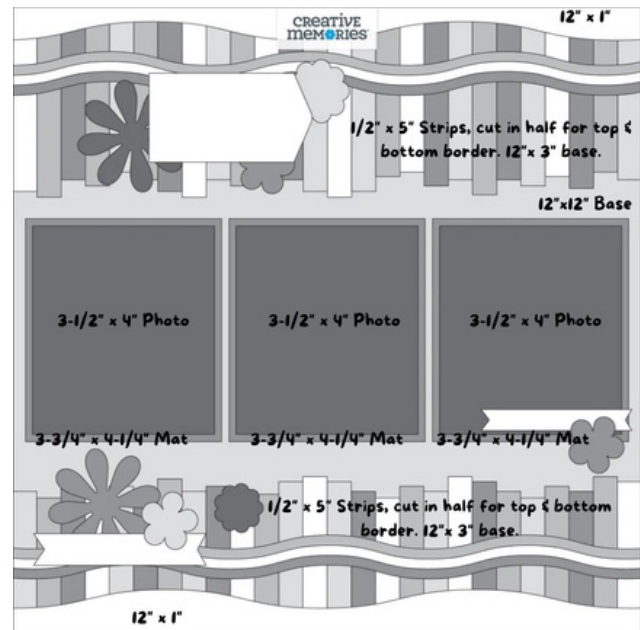 12" x 1"
CREATIVE
MEMORIES
1/2" x 5" Strips, cut in half for top &
bottom border. 12"x 3" base.
12"x12" Base
3-1/2" x 4" Photo
3-1/2" x 4" Photo
3-1/2" x 4" Photo
3-3/4" x 4-1/4" Mat
3-3/4" x 4-1/4" Mat
3-3/4" x 4-1/4" Mat
1/2" x 5" Strips, cut in half for top & bottom
border. 12"x 3" base.
12" x 1"